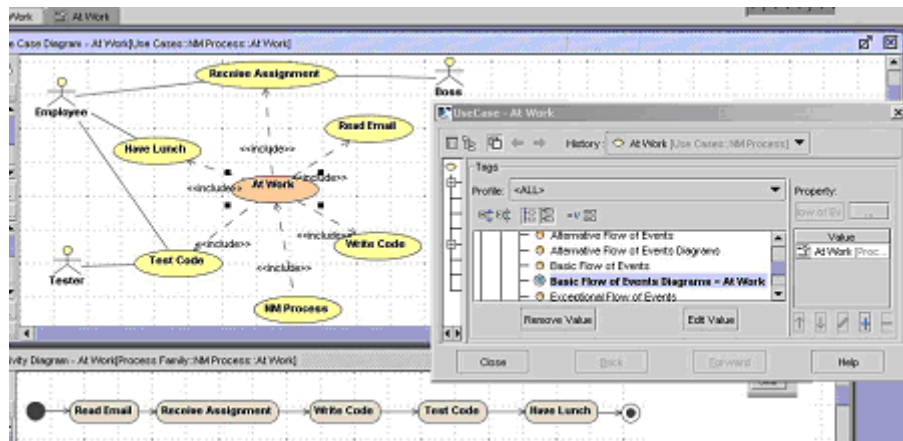 Work At Work
e Case Diagram - At Work[Use Cases::NM Process::At Work]
Receive Assignment
Employee
Boss
Read Email
Have Lunch
<<include>>
At Work
<<include>>
<<include>>
<<include>>
<<include>>
Write Code
Test Code
<<include>>
Tester
NM Process
UseCase - At Work
History: At Work [Use Cases::NM Process]
Tags
Profile: <ALL>
Property:
Value
At Work [Proc...
Alternative Flow of Events
Alternative Flow of Events Diagrams
Basic Flow of Events
Basic Flow of Events Diagrams = At Work
Exceptional Flow of Events
Remove Value
Edit Value
Close
Back
Forward
Help
ivity Diagram - At Work[Process Family::NM Process::At Work]
Read Email
Receive Assignment
Write Code
Test Code
Have Lunch